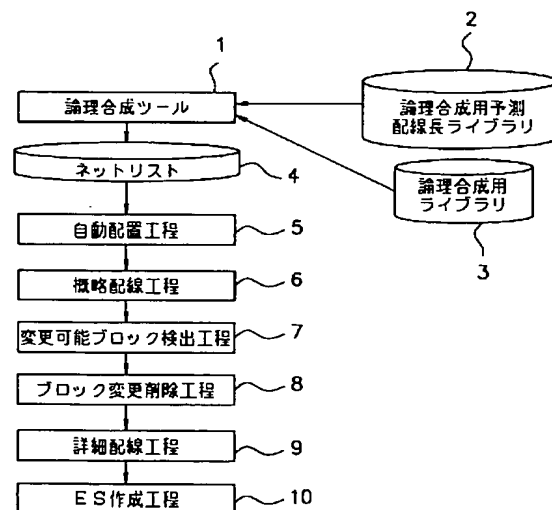 1
2
論理合成ツール
論理合成用予測
配線長ライブラリ
ネットリスト
4
論理合成用
ライブラリ
3
自動配置工程
5
概略配線工程
6
変更可能ブロック検出工程
7
ブロック変更削除工程
8
詳細配線工程
9
ES作成工程
10